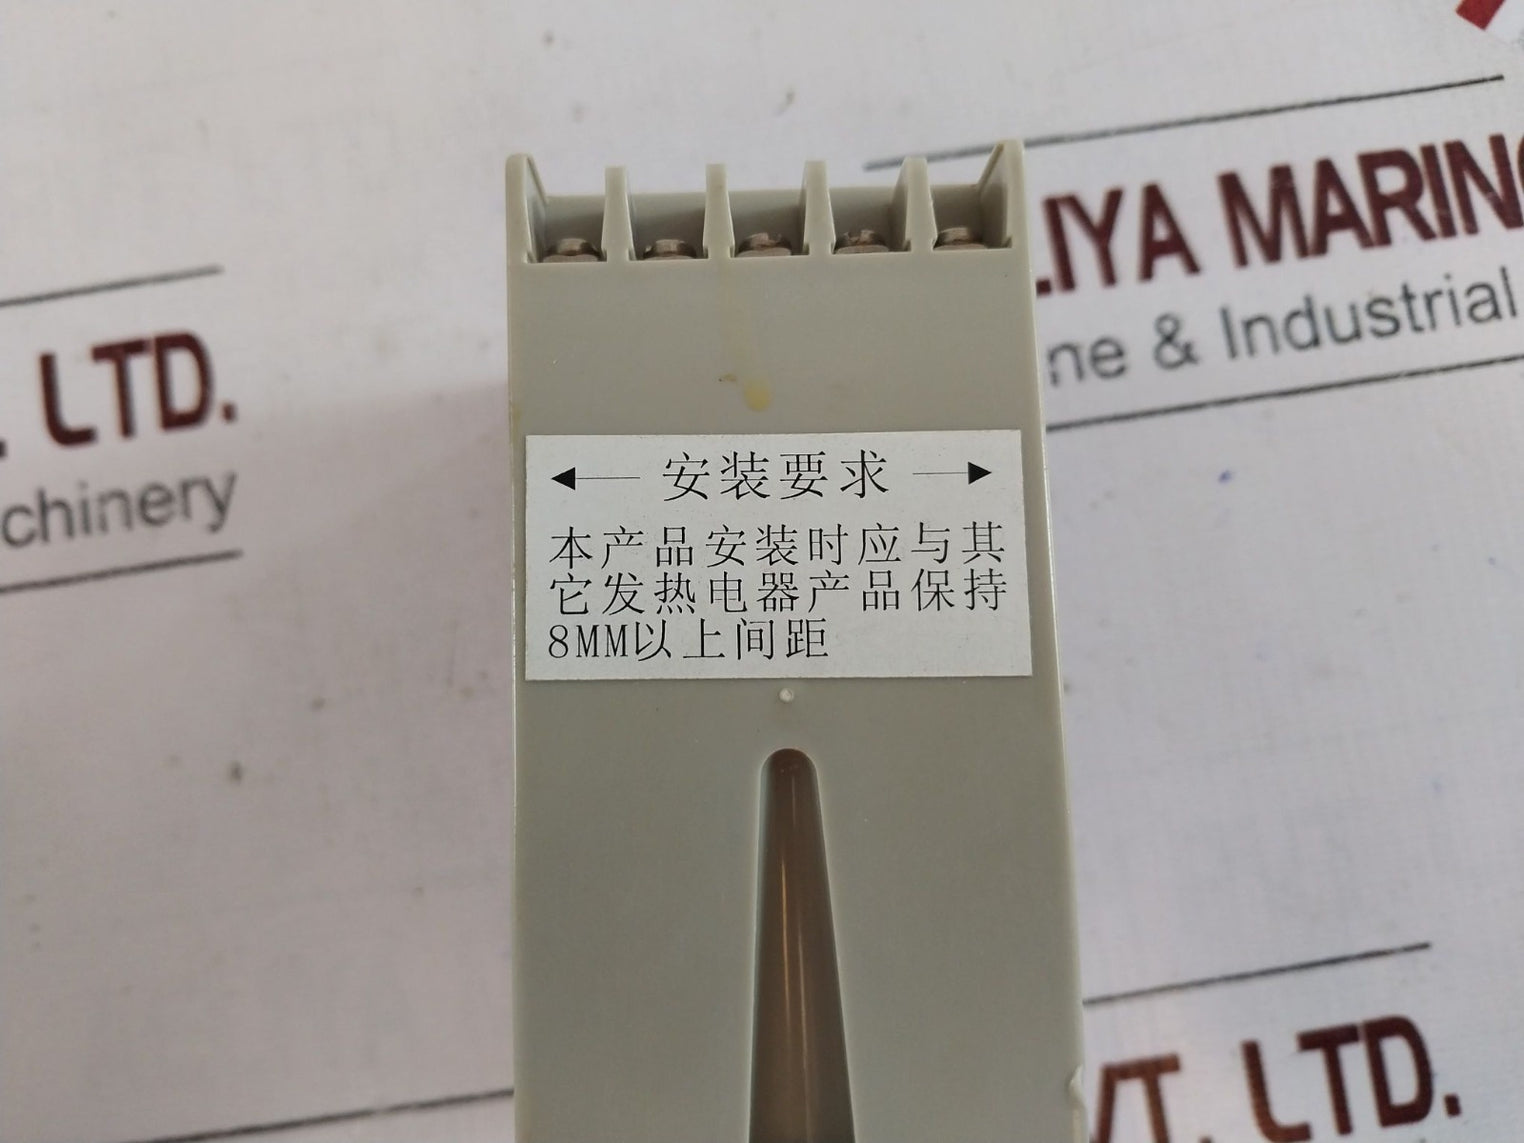 安装要求
本产品安装时应与其
它发热电器产品保持
8MM以上间距
LTD.
chinery
LIYA MARIN
ne & Industrial
VT. LTD.